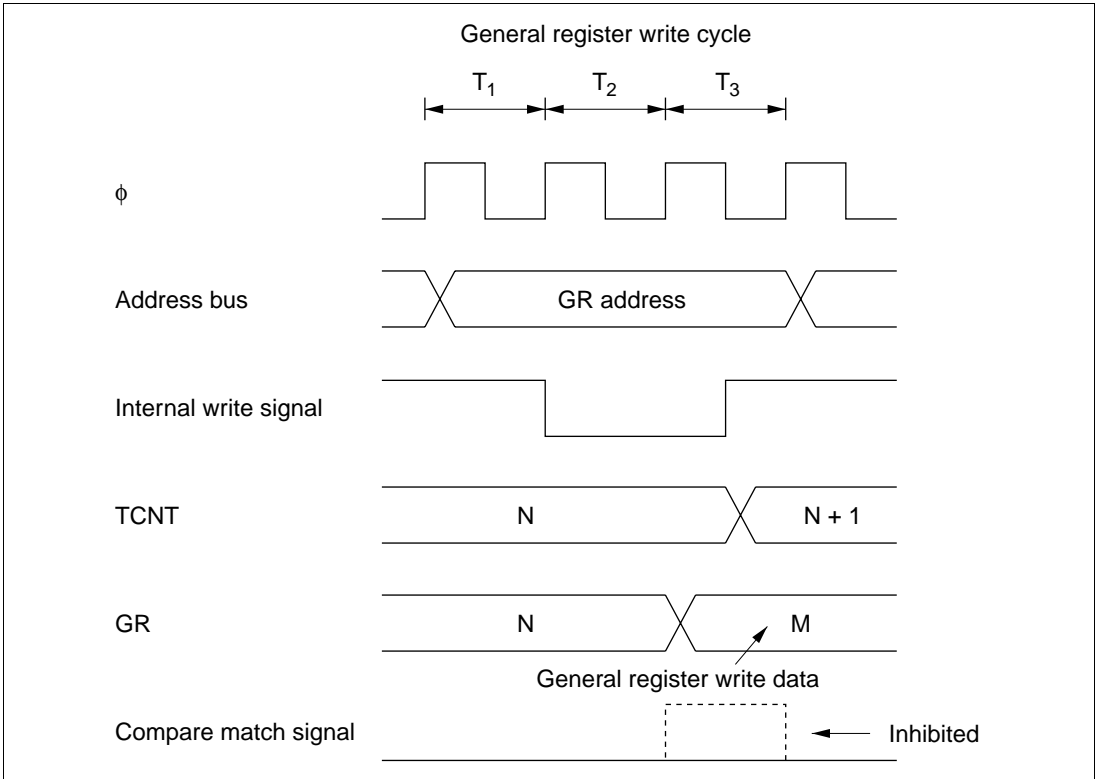 General register write cycle
T1 T2 T3
ϕ
Address bus GR address
Internal write signal
TCNT N N + 1
GR N M
General register write data
Compare match signal Inhibited